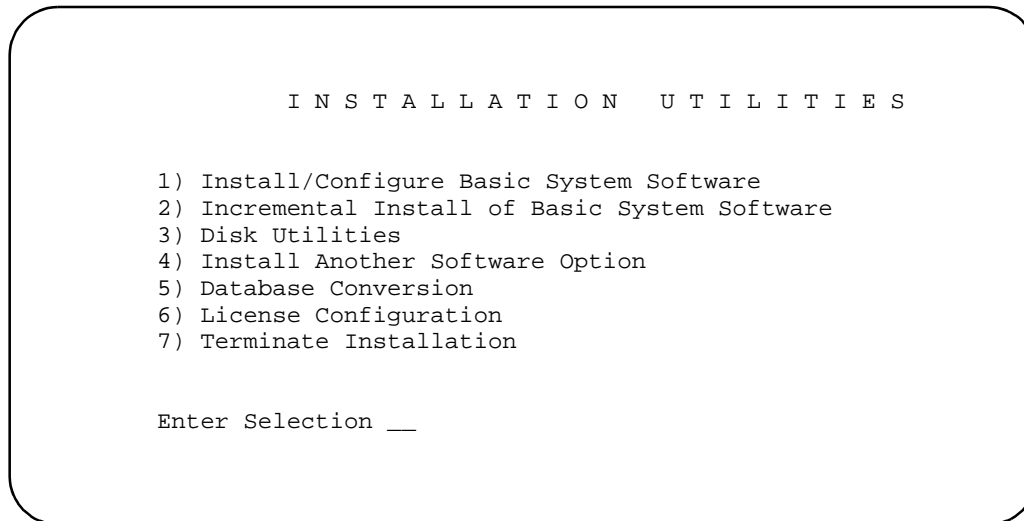 I N S T A L L A T I O N   U T I L I T I E S
1) Install/Configure Basic System Software
2) Incremental Install of Basic System Software
3) Disk Utilities
4) Install Another Software Option
5) Database Conversion
6) License Configuration
7) Terminate Installation
Enter Selection __